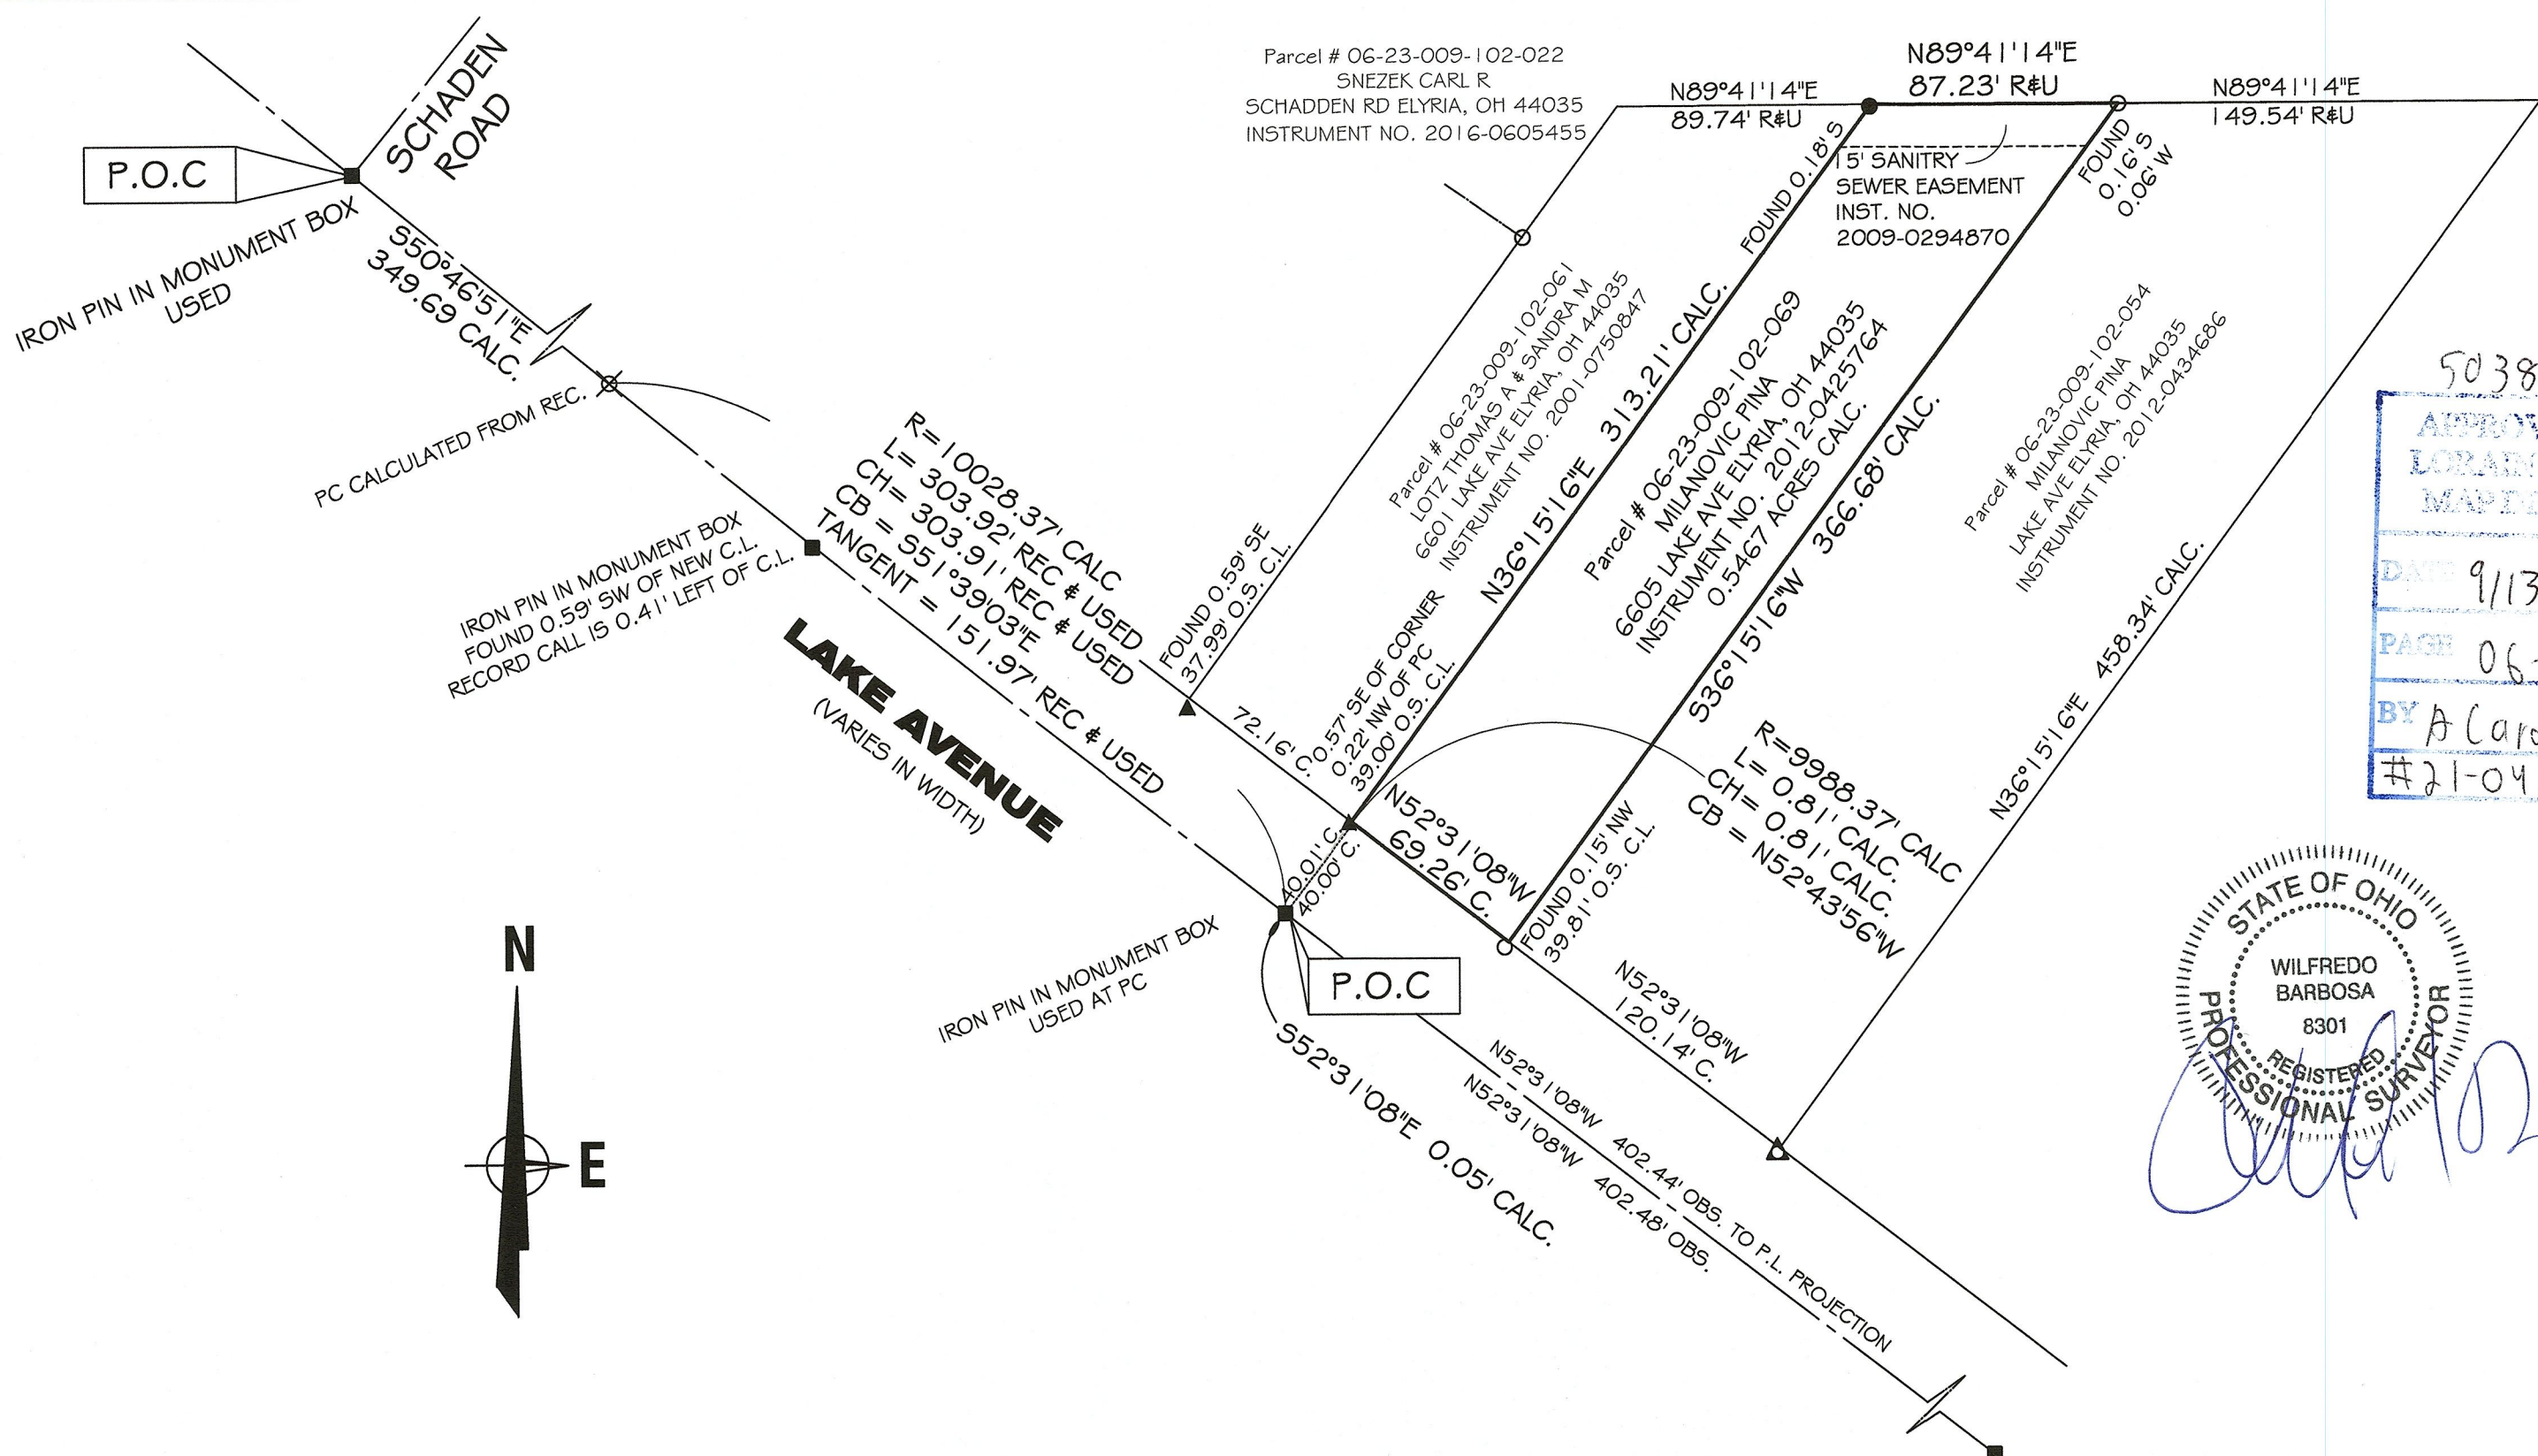 SCHADEN
ROAD
P.O.C
IRON PIN IN MONUMENT BOX
USED
S50°46'51"E
349.69 CALC.
PC CALCULATED FROM REC.
IRON PIN IN MONUMENT BOX
FOUND 0.59' SW OF NEW C.L.
RECORD CALL IS 0.41' LEFT OF C.L.
R=10028.37' CALC
L= 303.92' REC & USED
CH= 303.91' REC & USED
CB = S51°39'03"E
TANGENT = 151.97' REC & USED
LAKE AVENUE
(VARIES IN WIDTH)
Parcel # 06-23-009-102-022
SNEZEK CARL R
SCHADDEN RD ELYRIA, OH 44035
INSTRUMENT NO. 2016-0605455
N89°41'14"E
89.74' R&U
N89°41'14"E
87.23' R&U
N89°41'14"E
149.54' R&U
15' SANITRY
SEWER EASEMENT
INST. NO.
2009-0294870
FOUND 0.18'S
FOUND
0.16'S
0.06'W
Parcel # 06-23-009-102-061
LOTZ THOMAS A & SANDRA M
6601 LAKE AVE ELYRIA, OH 44035
INSTRUMENT NO. 2001-0750847
N36°15'16"E 313.21' CALC.
Parcel # 06-23-009-102-069
MILANOVIC PINA
6605 LAKE AVE ELYRIA, OH 44035
INSTRUMENT NO. 2012-0425764
0.5467 ACRES CALC.
S36°15'16"W 366.68' CALC.
Parcel # 06-23-009-102-054
MILANOVIC PINA
LAKE AVE ELYRIA, OH 44035
INSTRUMENT NO. 2012-0434686
N36°15'16"E 458.34' CALC.
FOUND 0.59' SE
37.99' O.S. C.L.
72.16' C.
0.57' SE OF CORNER
0.22' NW OF PC
39.00' O.S. C.L.
40.01' C.
40.00' C.
N52°31'08"W
69.26' C.
FOUND 0.15' NW
39.81' O.S. C.L.
R=9988.37' CALC
L= 0.81' CALC.
CH= 0.81' CALC.
CB = N52°43'56"W
N52°31'08"W
120.14' C.
IRON PIN IN MONUMENT BOX
USED AT PC
P.O.C
S52°31'08"E 0.05' CALC.
N52°31'08"W 402.44' OBS. TO P.L. PROJECTION
N52°31'08"W 402.48' OBS.
N
E
5038
APPROV
LORAIN
MAP D
DATE 9/13
PAGE 06-
BY A Car
#21-04
STATE OF OHIO
WILFREDO
BARBOSA
8301
REGISTERED
PROFESSIONAL SURVEYOR